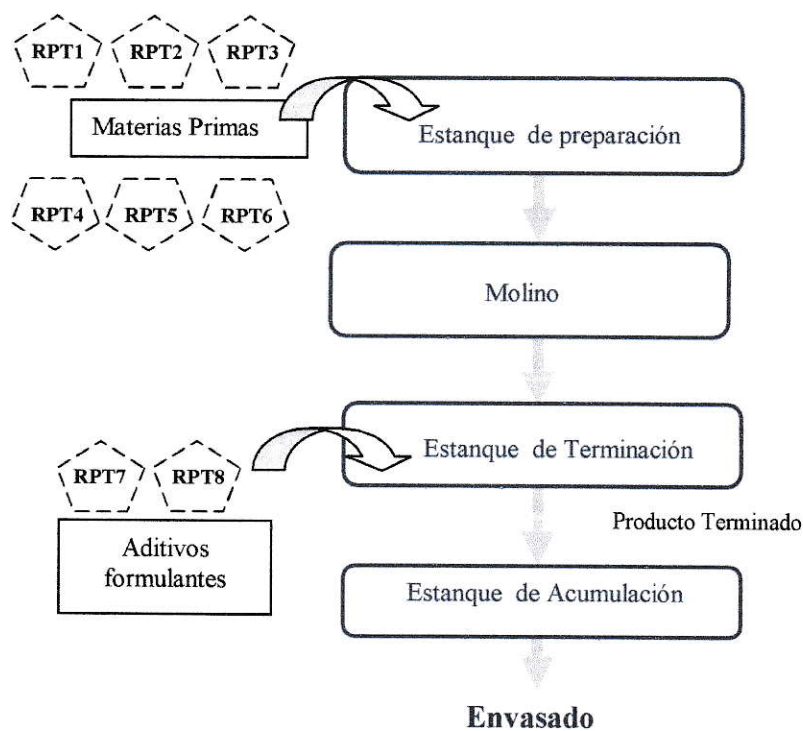 RPT1 RPT2 RPT3
Materias Primas
Estanque de preparación
RPT4 RPT5 RPT6
Molino
Estanque de Terminación
RPT7 RPT8
Producto Terminado
Aditivos
formulantes
Estanque de Acumulación
Envasado